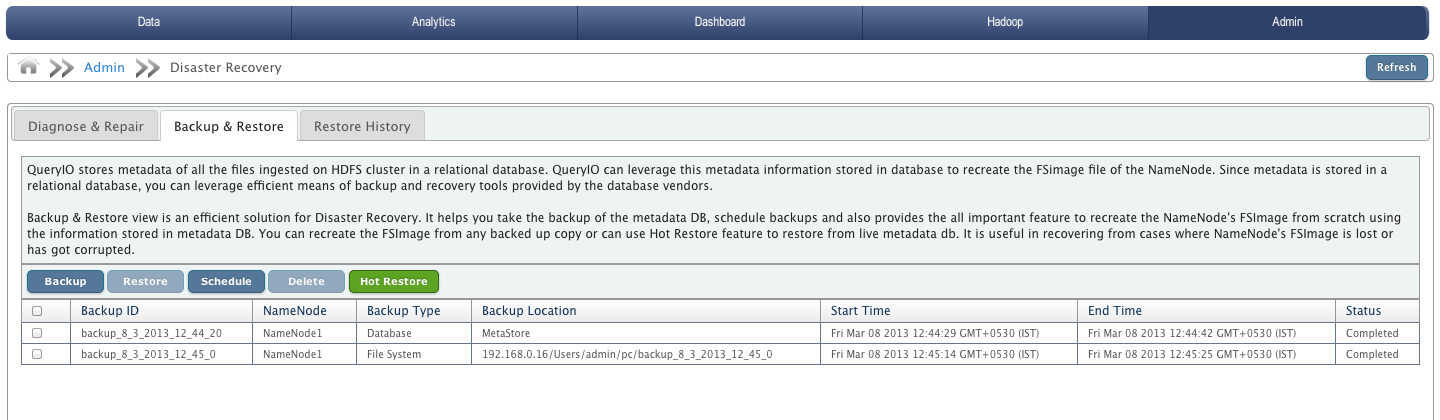 Data Analytics Dashboard Hadoop Admin
Admin Disaster Recovery Refresh
Diagnose & Repair Backup & Restore Restore History
QueryIO stores metadata of all the files ingested on HDFS cluster in a relational database. QueryIO can leverage this metadata information stored in database to recreate the FSimage file of the NameNode. Since metadata is stored in a
relational database, you can leverage efficient means of backup and recovery tools provided by the database vendors.
Backup & Restore view is an efficient solution for Disaster Recovery. It helps you take the backup of the metadata DB, schedule backups and also provides the all important feature to recreate the NameNode's FSImage from scratch using
the information stored in metadata DB. You can recreate the FSImage from any backed up copy or can use Hot Restore feature to restore from live metadata db. It is useful in recovering from cases where NameNode's FSImage is lost or
has got corrupted.
Backup Restore Schedule Delete Hot Restore
Backup ID NameNode Backup Type Backup Location Start Time End Time Status
backup_8_3_2013_12_44_20 NameNode1 Database MetaStore Fri Mar 08 2013 12:44:29 GMT+0530 (IST) Fri Mar 08 2013 12:44:42 GMT+0530 (IST) Completed
backup_8_3_2013_12_45_0 NameNode1 File System 192.168.0.16/Users/admin/pc/backup_8_3_2013_12_45_0 Fri Mar 08 2013 12:45:14 GMT+0530 (IST) Fri Mar 08 2013 12:45:25 GMT+0530 (IST) Completed